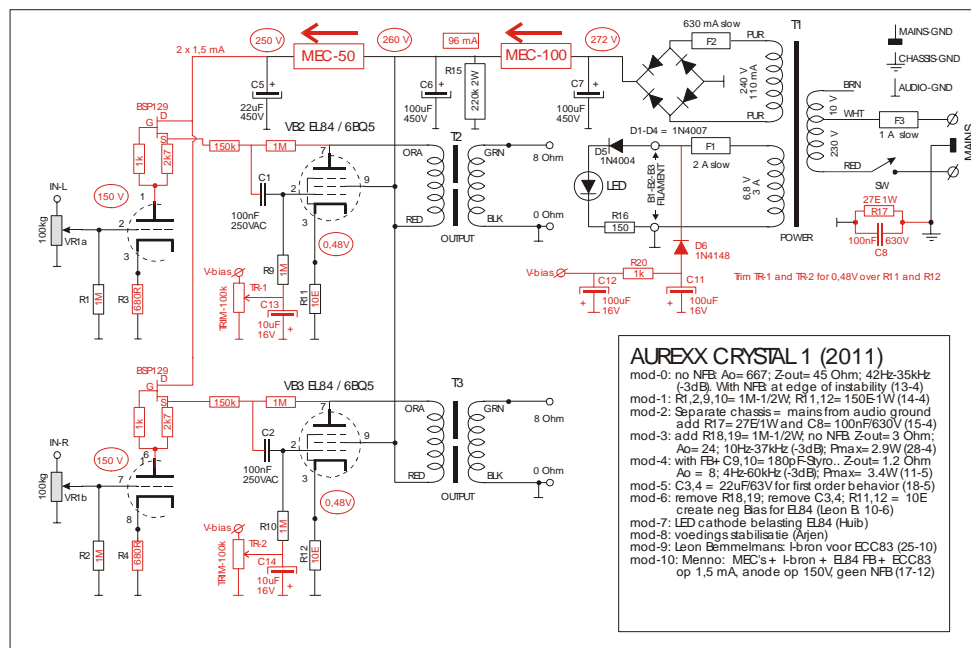 630 mA slow
T1
F2
PUR
PUR
240 V
110 mA
MAINS-GND
CHASSIS-GND
AUDIO-GND
BRN
10 V
WHT
F3
1 A slow
230 V
RED
SW
MAINS
2 x 1,5 mA
250 V
MEC-50
260 V
96 mA
MEC-100
272 V
C5
22uF
450V
C6
100uF
450V
R15
220k 2W
C7
100uF
450V
D1-D4 = 1N4007
F1
2 A slow
D5
1N4004
LED
B1-B2-B3
FILAMENT
6,8 V
3 A
R16
150
POWER
27E 1W
R17
100nF
630V
C8
D6
1N4148
V-bias
R20
1k
C12
100uF
16V
C11
100uF
16V
Trim TR-1 and TR-2 for 0,48V over R11 and R12
BSP129
D
G
S
1k
2k7
150k
1M
VB2 EL84 / 6BQ5
C1
100nF
250VAC
7
2
9
3
IN-L
100kg
VR1a
150 V
1
2
3
R1
1M
R3
680R
0,48V
R9
1M
V-bias
TR-1
TRIM-100k
C13
10uF
16V
R11
10E
T2
ORA
RED
GRN
BLK
8 Ohm
0 Ohm
OUTPUT
BSP129
D
G
S
1k
2k7
150k
1M
VB3 EL84 / 6BQ5
C2
100nF
250VAC
7
2
9
3
IN-R
100kg
VR1b
150 V
6
7
8
R2
1M
R4
680R
0,48V
R10
1M
V-bias
TR-2
TRIM-100k
C14
10uF
16V
R12
10E
T3
ORA
RED
GRN
BLK
8 Ohm
0 Ohm
OUTPUT
AUREXX CRYSTAL 1 (2011)
mod-0: no NFB: Ao= 667; Z-out= 45 Ohm; 42Hz-35kHz
(-3dB). With NFB: at edge of instability (13-4)
mod-1: R1,2,9,10= 1M-1/2W; R11,12= 150E-1W (14-4)
mod-2: Separate chassis= mains from audio ground
add R17= 27E/1W and C8= 100nF/630V (15-4)
mod-3: add R18,19= 1M-1/2W; no NFB. Z-out= 3 Ohm;
Ao= 24; 10Hz-37kHz (-3dB); Pmax= 2.9W (28-4)
mod-4: with FB+ C9,10= 180pF-Styro.. Z-out= 1.2 Ohm
Ao = 8; 4Hz-60kHz (-3dB); Pmax= 3.4W (11-5)
mod-5: C3,4 = 22uF/63V for first order behavior (18-5)
mod-6: remove R18,19; remove C3,4; R11,12 = 10E
create neg Bias for EL84 (Leon B. 10-6)
mod-7: LED cathode belasting EL84 (Huib)
mod-8: voedings stabilisatie (Arjen)
mod-9: Leon Bemmelmans: I-bron voor ECC83 (25-10)
mod-10: Menno: MEC's + I-bron + EL84 FB+ ECC83
op 1,5 mA, anode op 150V, geen NFB (17-12)